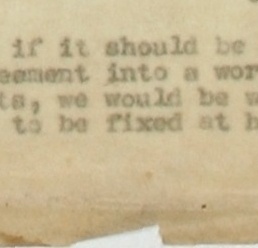 if it should be
eement into a wor
ts, we would be w
to be fixed at h